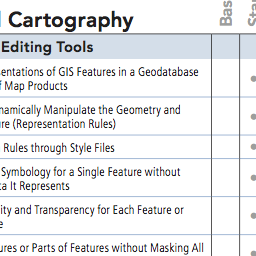 Cartography
Editing Tools
entations of GIS Features in a Geodatabase
Map Products
namically Manipulate the Geometry and
re (Representation Rules)
Rules through Style Files
Symbology for a Single Feature without
a It Represents
ity and Transparency for Each Feature or
e
ures or Parts of Features without Masking All
Bas
Sta